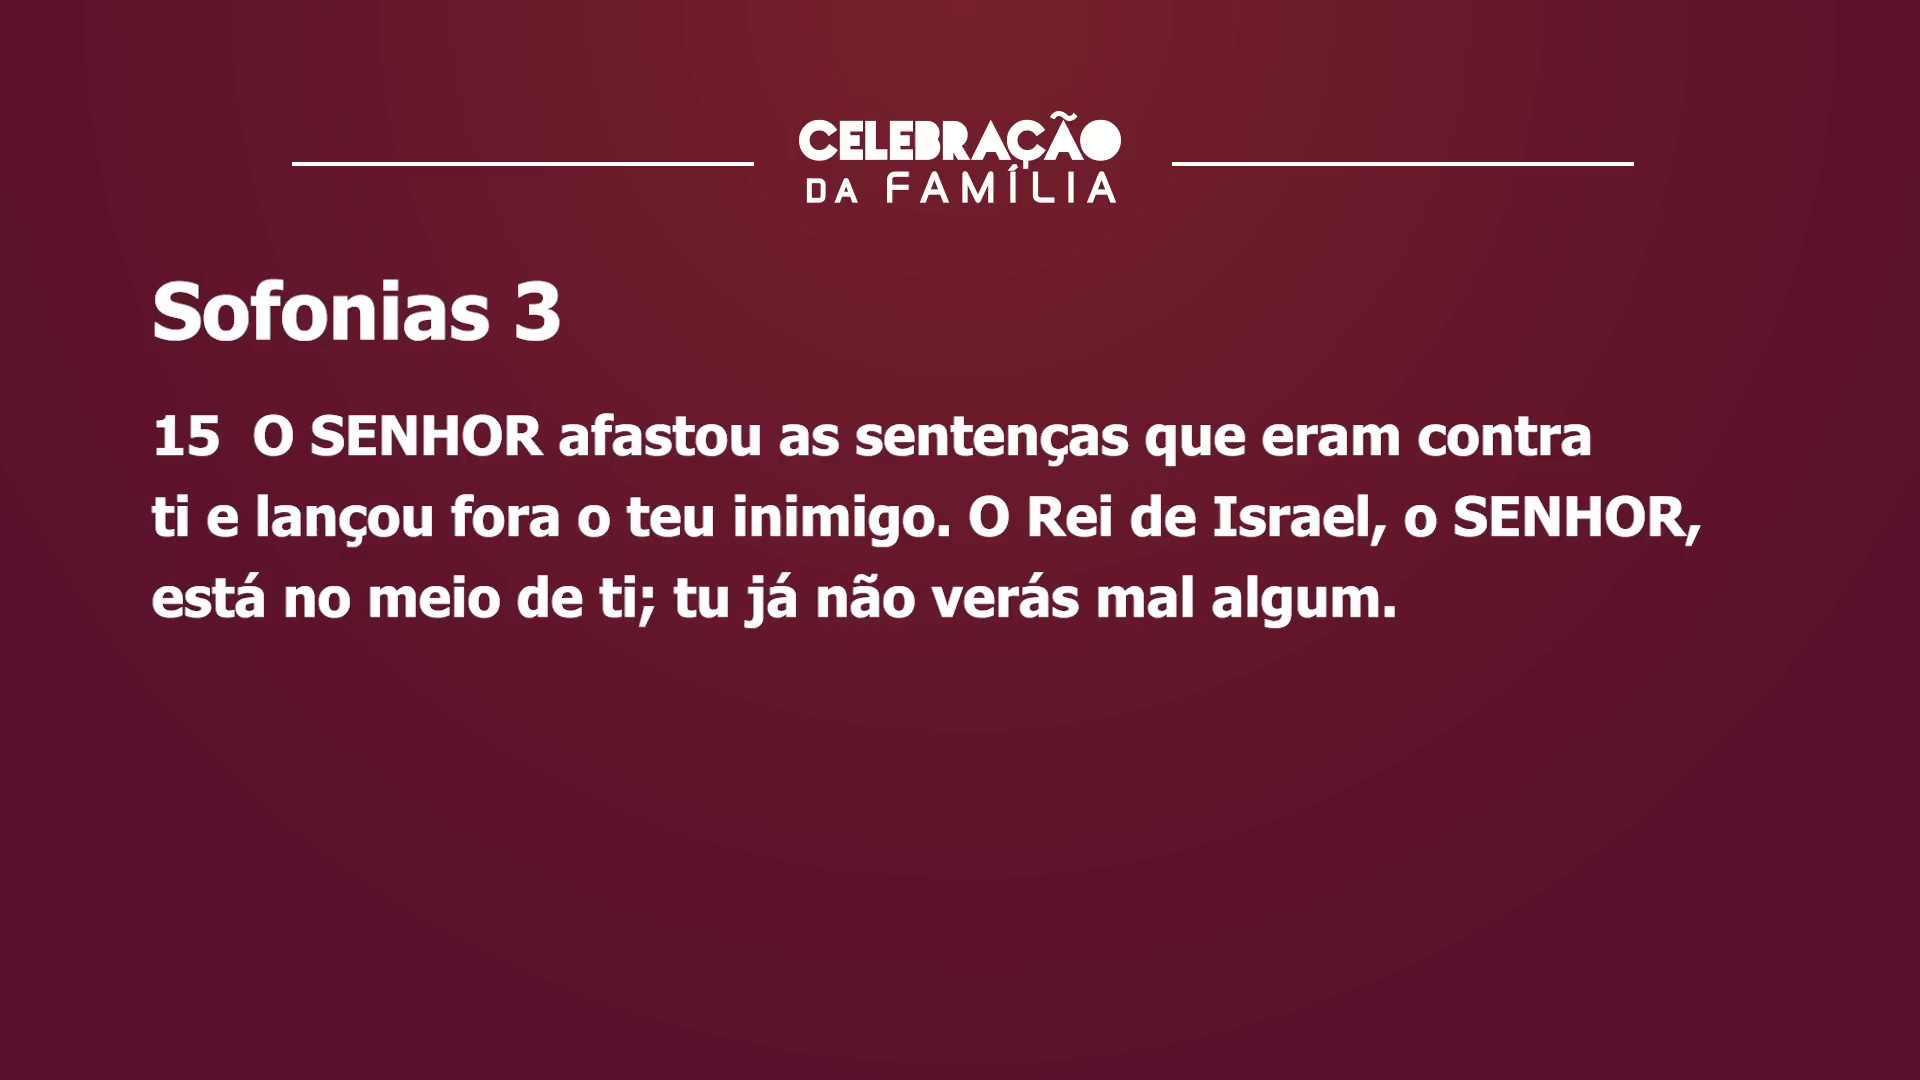 CELEBRAÇÃO
DA FAMÍLIA
Sofonias 3
15  O SENHOR afastou as sentenças que eram contra
ti e lançou fora o teu inimigo. O Rei de Israel, o SENHOR,
está no meio de ti; tu já não verás mal algum.